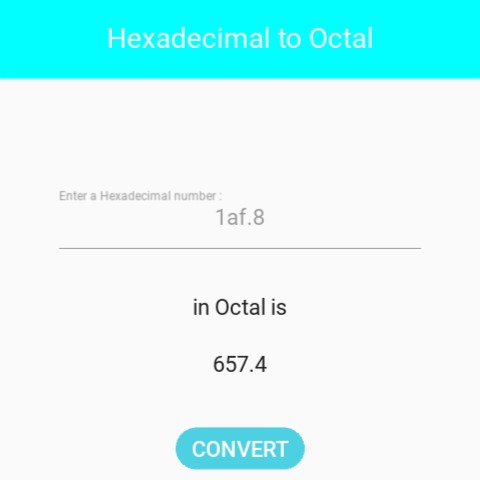 Hexadecimal to Octal
Enter a Hexadecimal number :
1af.8
in Octal is
657.4
CONVERT